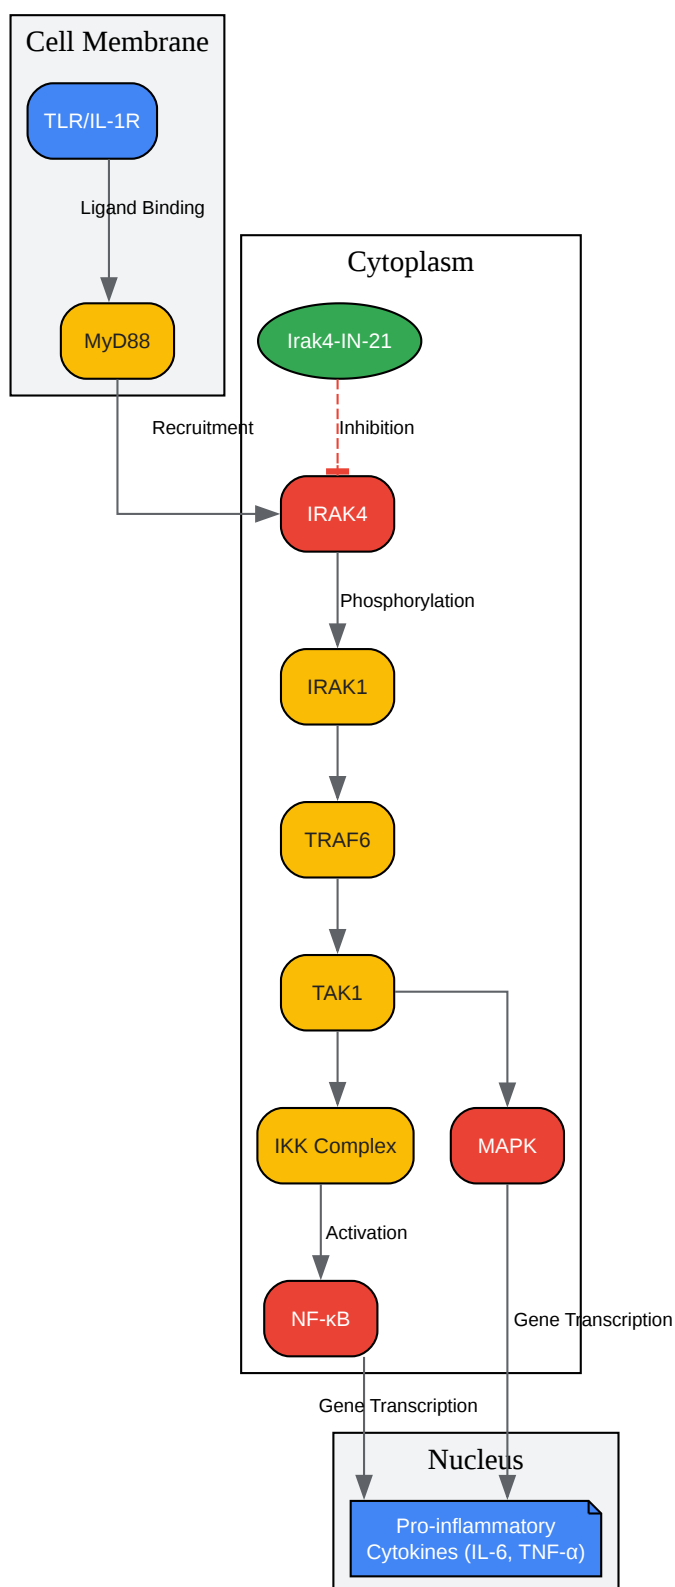 Cell Membrane
TLR/IL-1R
Ligand Binding
MyD88
Recruitment
Cytoplasm
Irak4-IN-21
Inhibition
IRAK4
Phosphorylation
IRAK1
TRAF6
TAK1
IKK Complex
MAPK
Activation
NF-κB
Gene Transcription
Gene Transcription
Nucleus
Pro-inflammatory
Cytokines (IL-6, TNF-α)